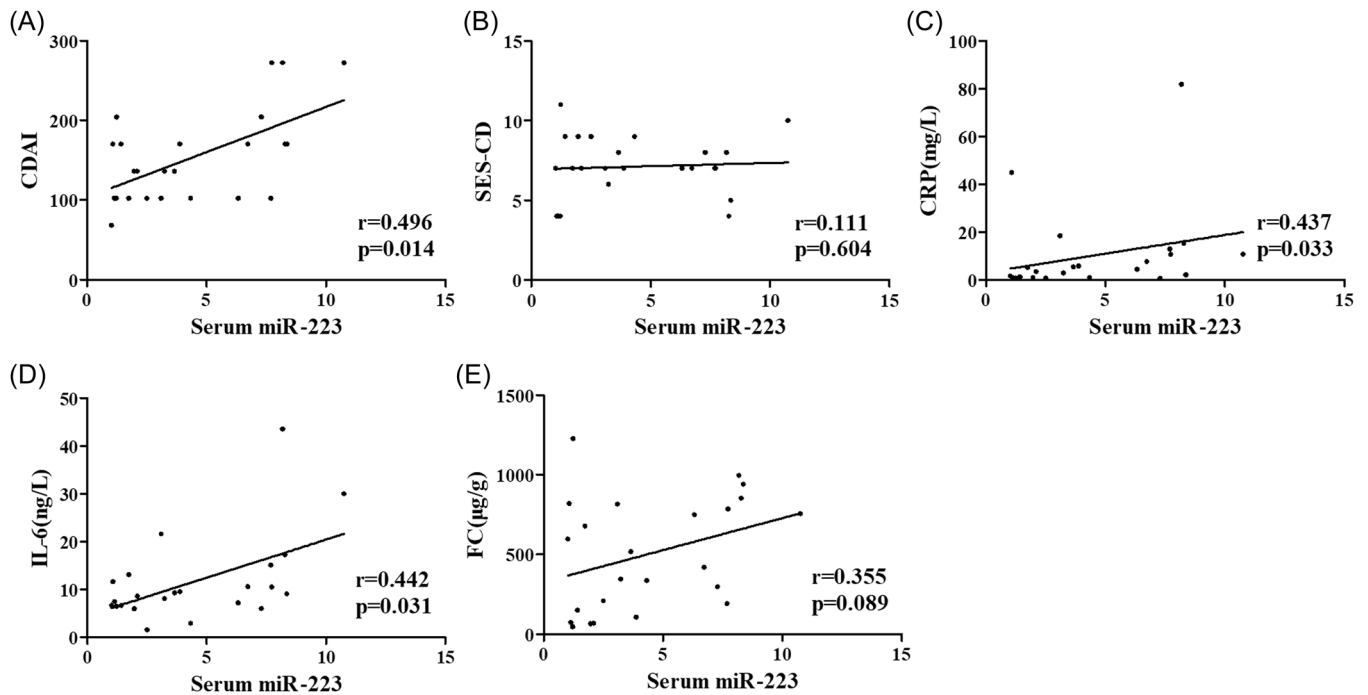 (A)
300
200
100
0
CDAI
0 5 10 15
Serum miR-223
r=0.496
p=0.014
(B)
15
10
5
0
SES-CD
0 5 10 15
Serum miR-223
r=0.111
p=0.604
(C)
100
80
60
40
20
0
CRP(mg/L)
0 5 10 15
Serum miR-223
r=0.437
p=0.033
(D)
50
40
30
20
10
0
IL-6(ng/L)
0 5 10 15
Serum miR-223
r=0.442
p=0.031
(E)
1500
1000
500
0
FC(μg/g)
0 5 10 15
Serum miR-223
r=0.355
p=0.089